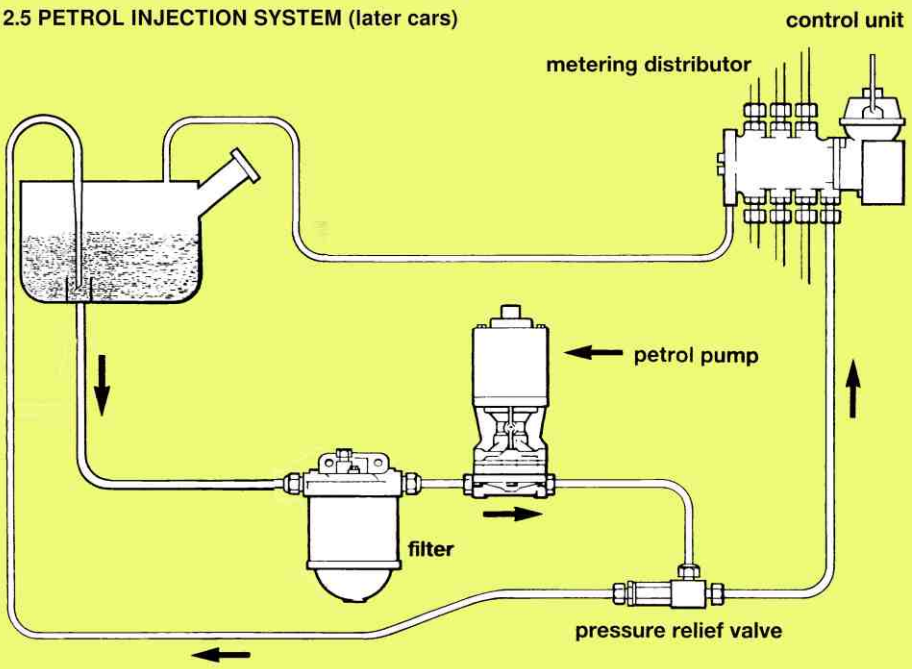 2.5 PETROL INJECTION SYSTEM (later cars)
control unit
metering distributor
petrol pump
filter
pressure relief valve